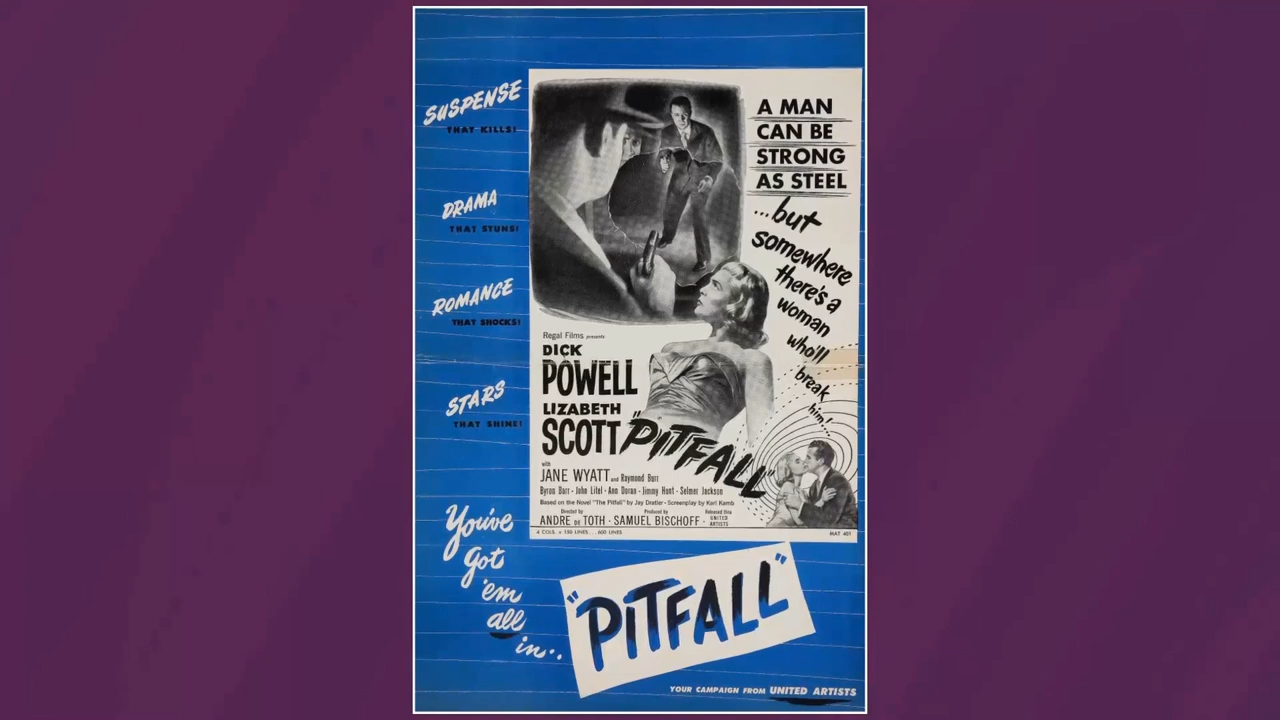 SUSPENSE
THAT KILLS!
DRAMA
THAT STUNS!
ROMANCE
THAT SHOCKS!
STARS
THAT SHINE!
You've
Got
'em
all
in..
A MAN
CAN BE
STRONG
AS STEEL
...but
somewhere
there's a
woman
who'll
break
him!
Regal Films presents
DICK
POWELL
LIZABETH
SCOTT
"PITFALL"
with
JANE WYATT and Raymond Burr
Byron Barr · John Litel · Ann Doran · Jimmy Hunt · Selmer Jackson
Based on the Novel "The Pitfall" by Jay Dratler · Screenplay by Karl Kamb
Directed by
ANDRE DE TOTH ·
Produced by
SAMUEL BISCHOFF ·
Released thru
UNITED
ARTISTS
4 COLS. x 150 LINES...600 LINES
MAT 401
"PITFALL"
YOUR CAMPAIGN FROM UNITED ARTISTS